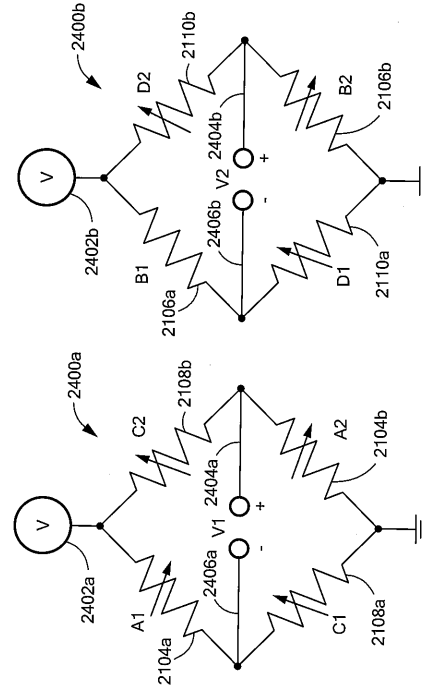 2400a
V
2402a
A1
C2
2104a
2108b
2406a
V1
2404a
-
+
C1
A2
2108a
2104b
2400b
V
2402b
B1
D2
2106a
2110b
2406b
V2
2404b
-
+
D1
B2
2110a
2106b